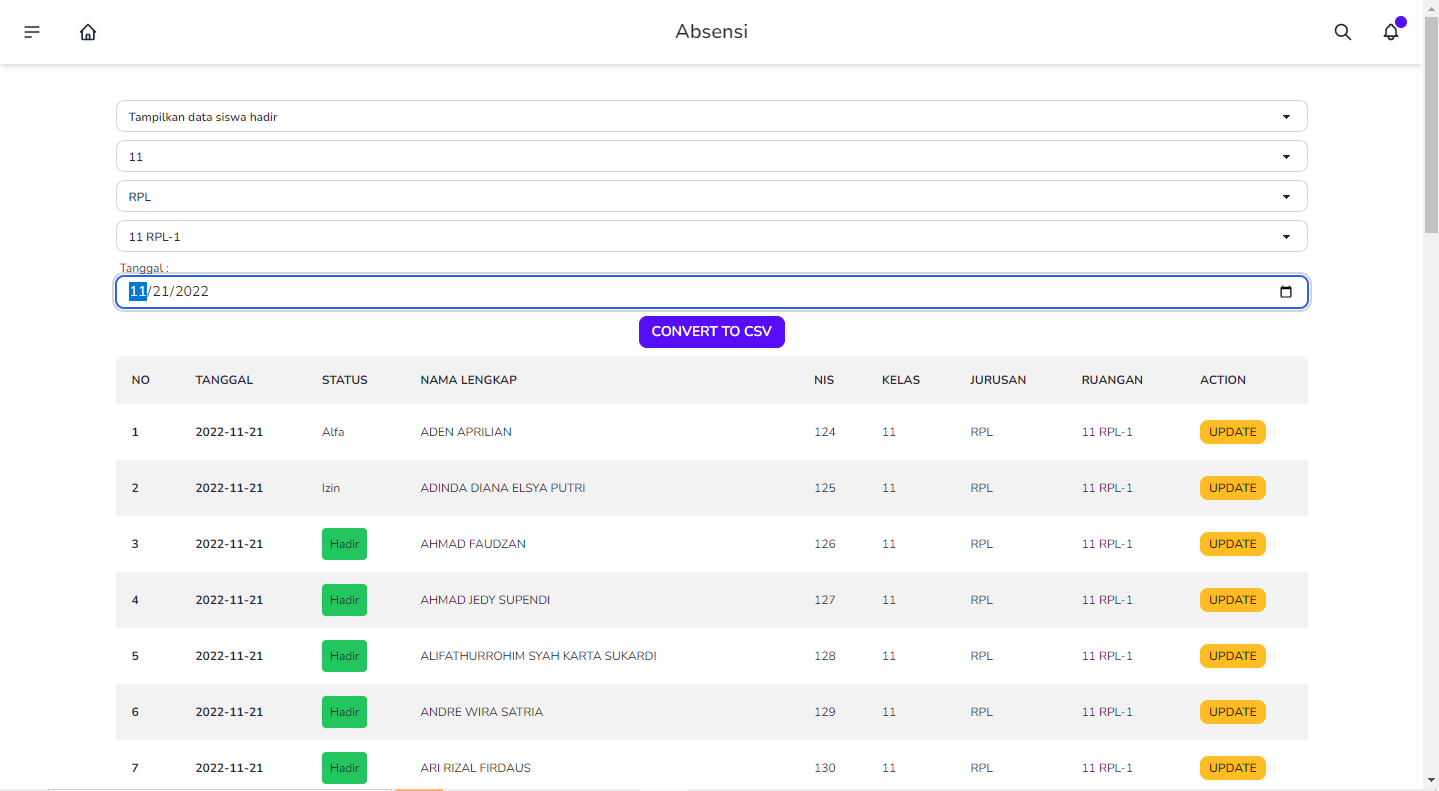 Absensi
Tampilkan data siswa hadir
11
RPL
11 RPL-1
Tanggal :
11/21/2022
CONVERT TO CSV
NO TANGGAL STATUS NAMA LENGKAP NIS KELAS JURUSAN RUANGAN ACTION
1 2022-11-21 Alfa ADEN APRILIAN 124 11 RPL 11 RPL-1 UPDATE
2 2022-11-21 Izin ADINDA DIANA ELSYA PUTRI 125 11 RPL 11 RPL-1 UPDATE
3 2022-11-21 Hadir AHMAD FAUDZAN 126 11 RPL 11 RPL-1 UPDATE
4 2022-11-21 Hadir AHMAD JEDY SUPENDI 127 11 RPL 11 RPL-1 UPDATE
5 2022-11-21 Hadir ALIFATHURROHIM SYAH KARTA SUKARDI 128 11 RPL 11 RPL-1 UPDATE
6 2022-11-21 Hadir ANDRE WIRA SATRIA 129 11 RPL 11 RPL-1 UPDATE
7 2022-11-21 Hadir ARI RIZAL FIRDAUS 130 11 RPL 11 RPL-1 UPDATE